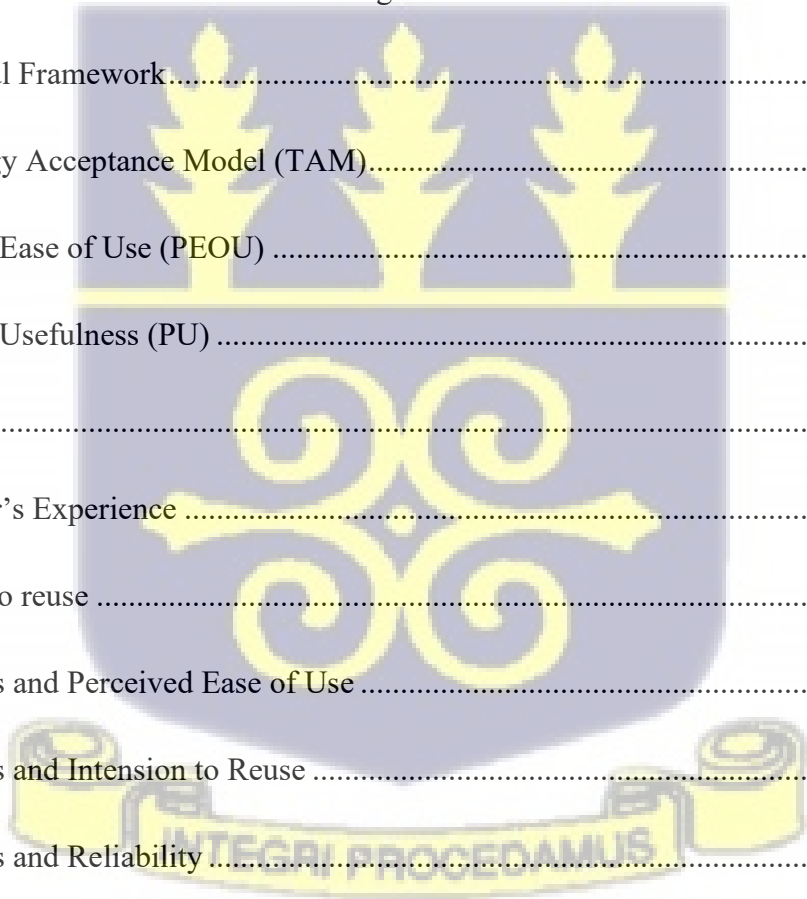 l Framework..........................................................................
y Acceptance Model (TAM)..................................................
Ease of Use (PEOU) ..............................................................
Usefulness (PU) .....................................................................
...............................................................................................
’s Experience .........................................................................
o reuse ...................................................................................
s and Perceived Ease of Use ..................................................
s and Intension to Reuse ........................................................
s and Reliability .....................................................................
INTEGRI PROCEDAMUS